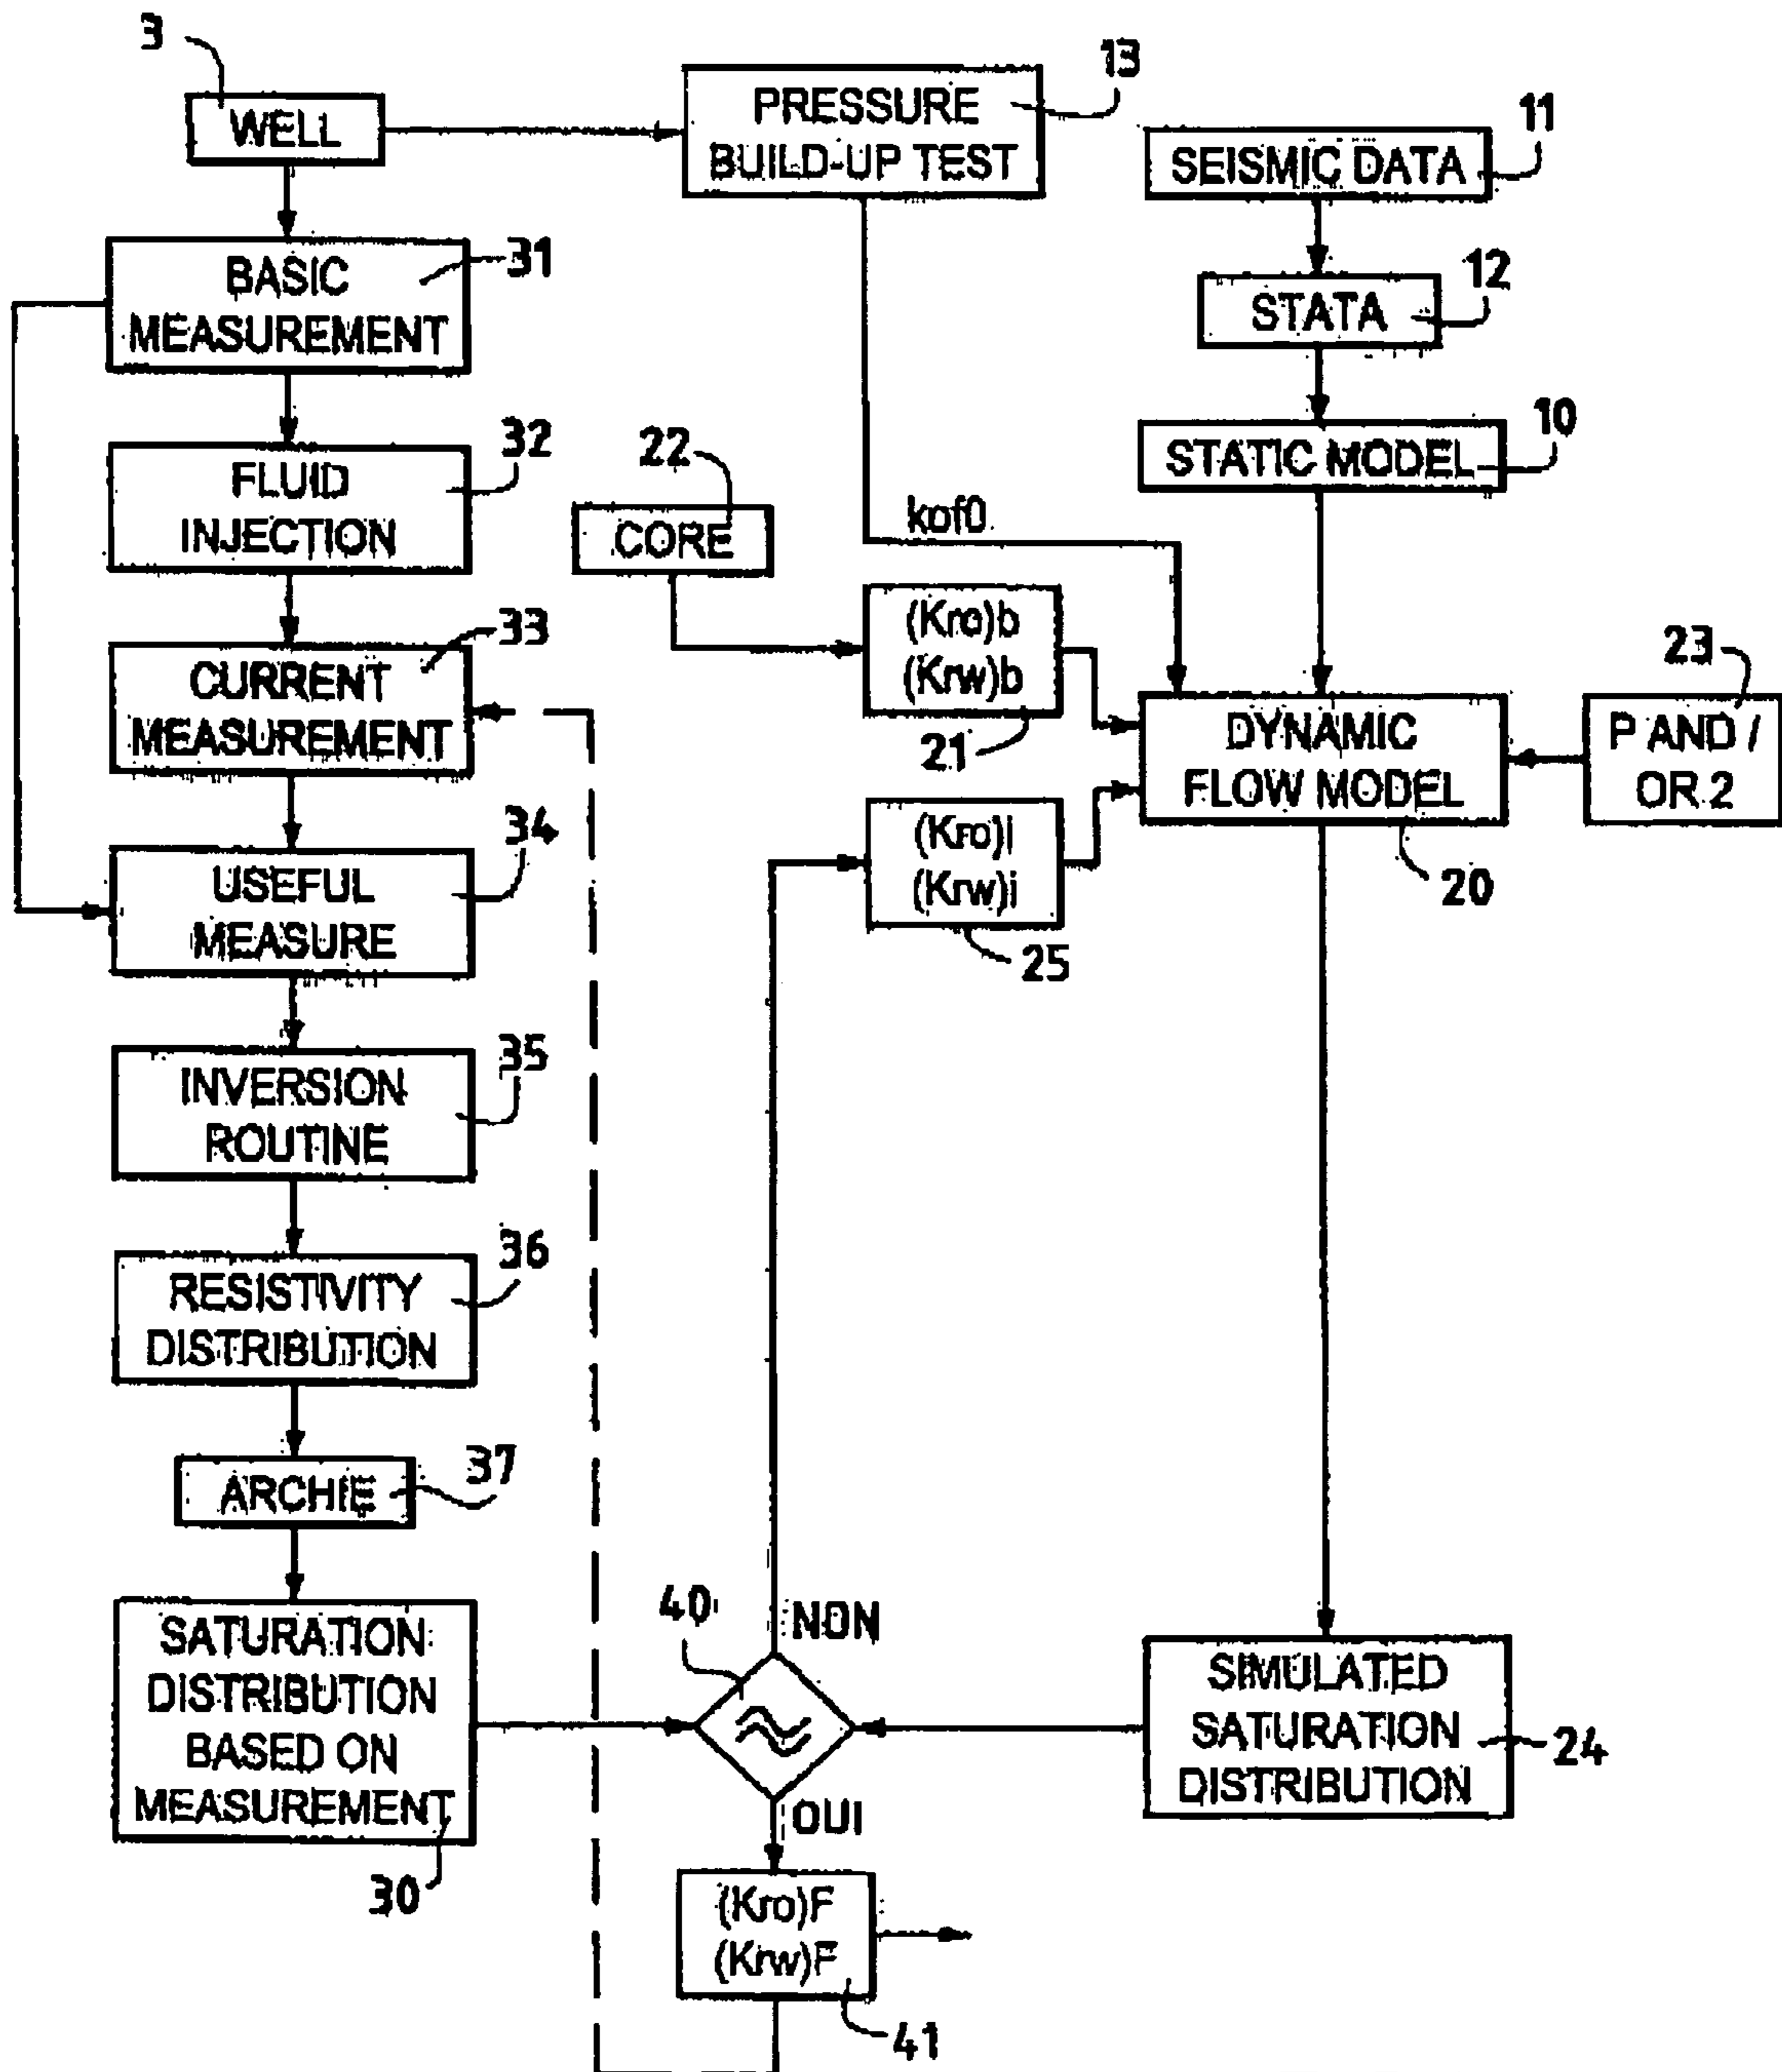 3
WELL
PRESSURE
BUILD-UP TEST
13
SEISMIC DATA
11
BASIC
MEASUREMENT
31
STATA
12
FLUID
INJECTION
32
CORE
22
kof0
STATIC MODEL
10
CURRENT
MEASUREMENT
33
(Kro)b
(Krw)b
21
DYNAMIC
FLOW MODEL
20
P AND /
OR 2
23
USEFUL
MEASURE
34
(Kro)i
(Krw)i
25
INVERSION
ROUTINE
35
RESISTIVITY
DISTRIBUTION
36
ARCHIE
37
SATURATION
DISTRIBUTION
BASED ON
MEASUREMENT
30
40
NON
OUI
SIMULATED
SATURATION
DISTRIBUTION
24
(Kro)F
(Krw)F
41